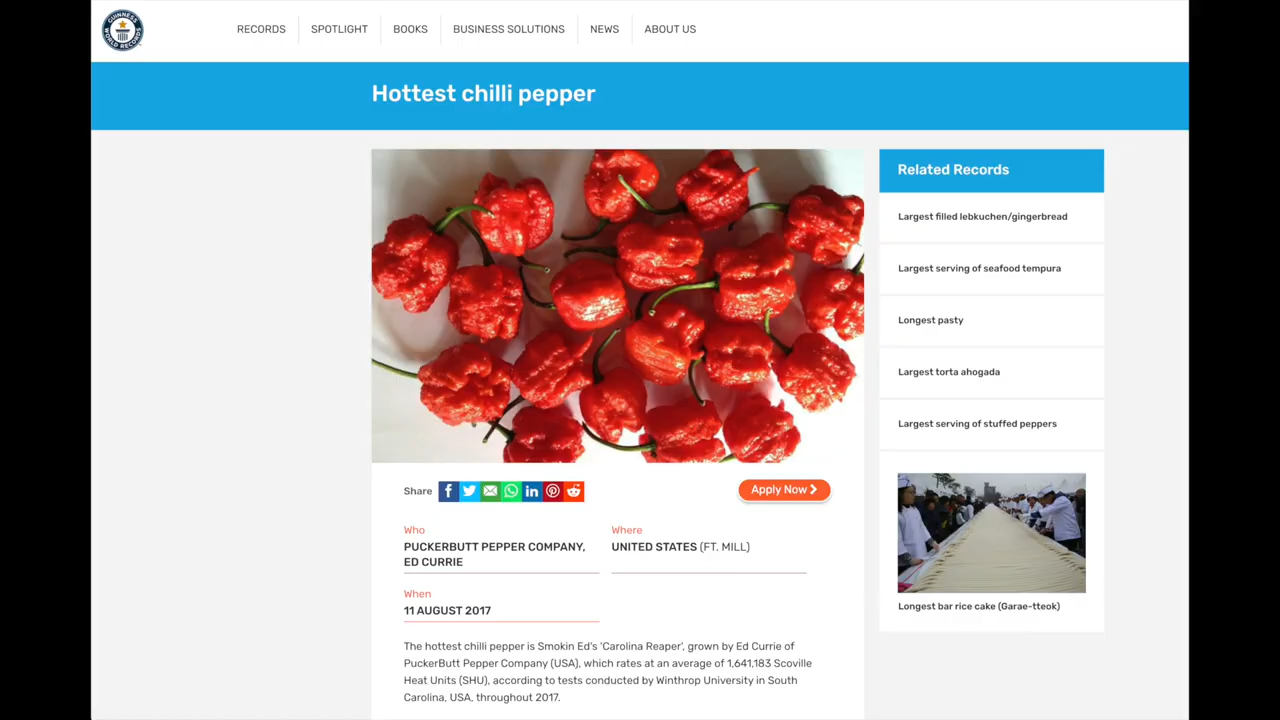 GUINNESS
WORLD RECORDS
RECORDS
SPOTLIGHT
BOOKS
BUSINESS SOLUTIONS
NEWS
ABOUT US
Hottest chilli pepper
Related Records
Largest filled lebkuchen/gingerbread
Largest serving of seafood tempura
Longest pasty
Largest torta ahogada
Largest serving of stuffed peppers
Longest bar rice cake (Garae-tteok)
Share
Apply Now
Who
PUCKERBUTT PEPPER COMPANY,
ED CURRIE
Where
UNITED STATES (FT. MILL)
When
11 AUGUST 2017
The hottest chilli pepper is Smokin Ed's 'Carolina Reaper', grown by Ed Currie of
PuckerButt Pepper Company (USA), which rates at an average of 1,641,183 Scoville
Heat Units (SHU), according to tests conducted by Winthrop University in South
Carolina, USA, throughout 2017.